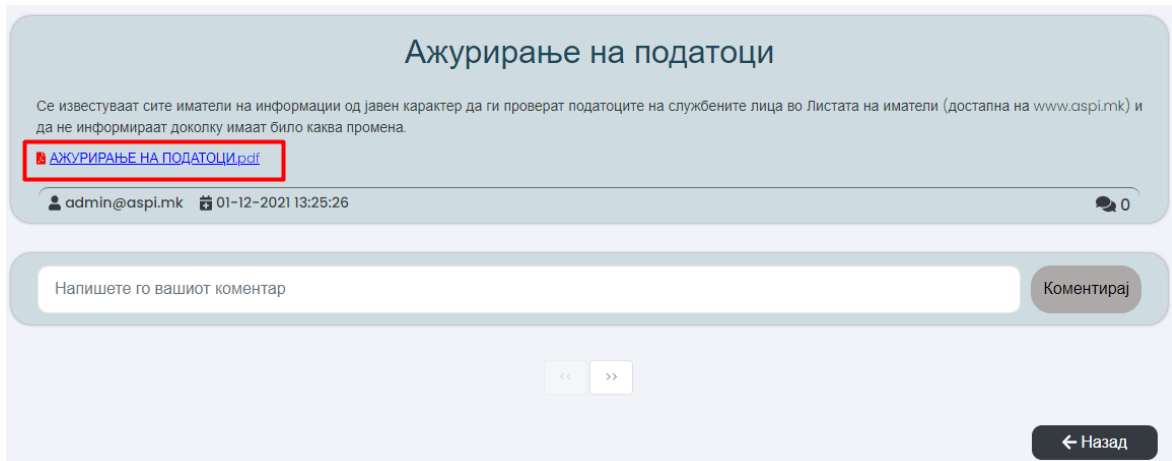 Ажурирање на податоци
Се известуваат сите иматели на информации од јавен карактер да ги проверат податоците на службените лица во Листата на иматели (достапна на www.aspi.mk) и
да не информираат доколку имаат било каква промена.
АЖУРИРАЊЕ НА ПОДАТОЦИ.pdf
admin@aspi.mk 01-12-2021 13:25:26 0
Напишете го вашиот коментар Коментирај
<< >>
← Назад